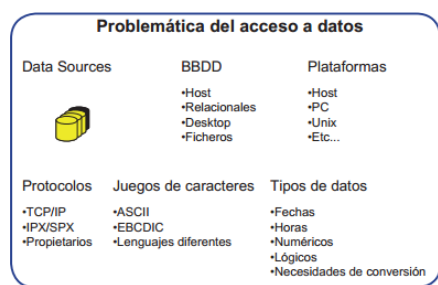 Problemática del acceso a datos
Data Sources
BBDD
•Host
•Relacionales
•Desktop
•Ficheros
Plataformas
•Host
•PC
•Unix
•Etc...
Protocolos
•TCP/IP
•IPX/SPX
•Propietarios
Juegos de caracteres
•ASCII
•EBCDIC
•Lenguajes diferentes
Tipos de datos
•Fechas
•Horas
•Numéricos
•Lógicos
•Necesidades de conversión